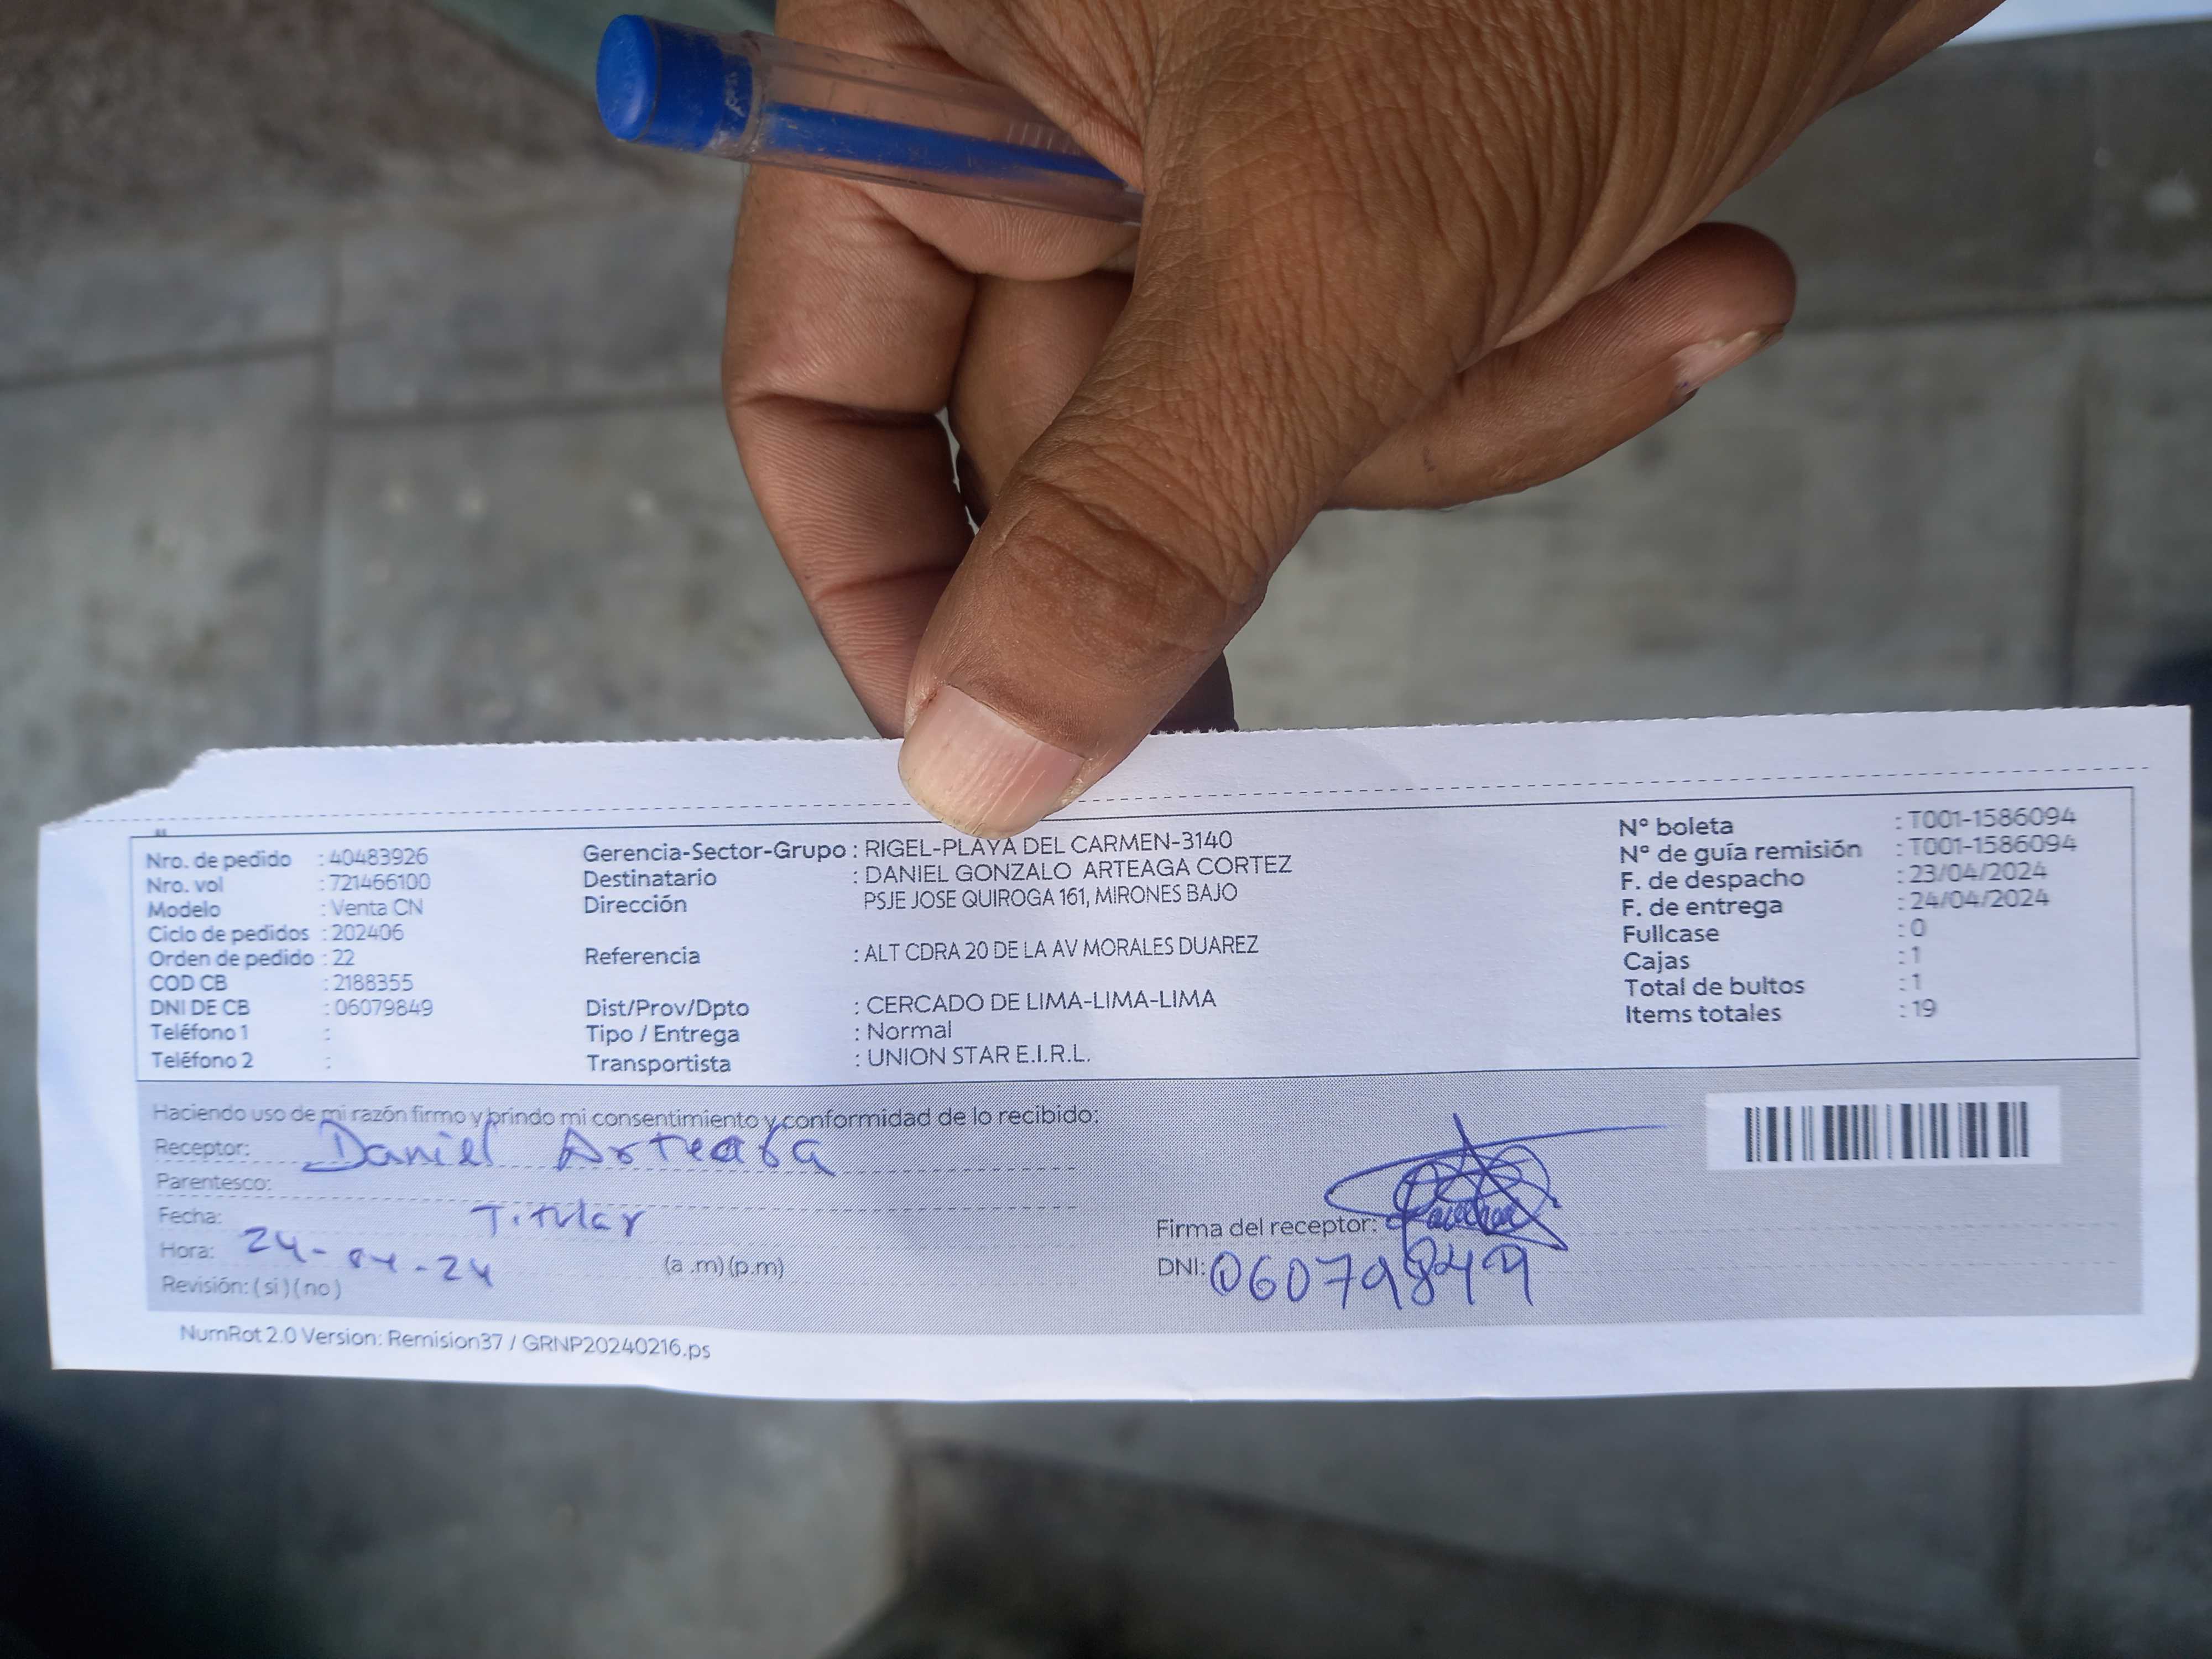 Nro. de pedido : 40483926
Nro. vol : 721466100
Modelo : Venta CN
Ciclo de pedidos : 202406
Orden de pedido : 22
COD CB : 2188355
DNI DE CB : 06079849
Teléfono 1 :
Teléfono 2 :
Gerencia-Sector-Grupo : RIGEL-PLAYA DEL CARMEN-3140
Destinatario : DANIEL GONZALO ARTEAGA CORTEZ
Dirección PSJE JOSE QUIROGA 161, MIRONES BAJO
Referencia : ALT CDRA 20 DE LA AV MORALES DUAREZ
Dist/Prov/Dpto : CERCADO DE LIMA-LIMA-LIMA
Tipo / Entrega : Normal
Transportista : UNION STAR E.I.R.L.
N° boleta : T001-1586094
N° de guía remisión : T001-1586094
F. de despacho : 23/04/2024
F. de entrega : 24/04/2024
Fullcase : 0
Cajas : 1
Total de bultos : 1
Items totales : 19
Haciendo uso de mi razón firmo y brindo mi consentimiento y conformidad de lo recibido:
Receptor: Daniel Arteaga
Parentesco:
Titular
Fecha:
24-04-24
Hora: (a .m) (p.m)
Revisión: ( si ) ( no )
Firma del receptor:
DNI: 06079849
NumRot 2.0 Version: Remision37 / GRNP20240216.ps